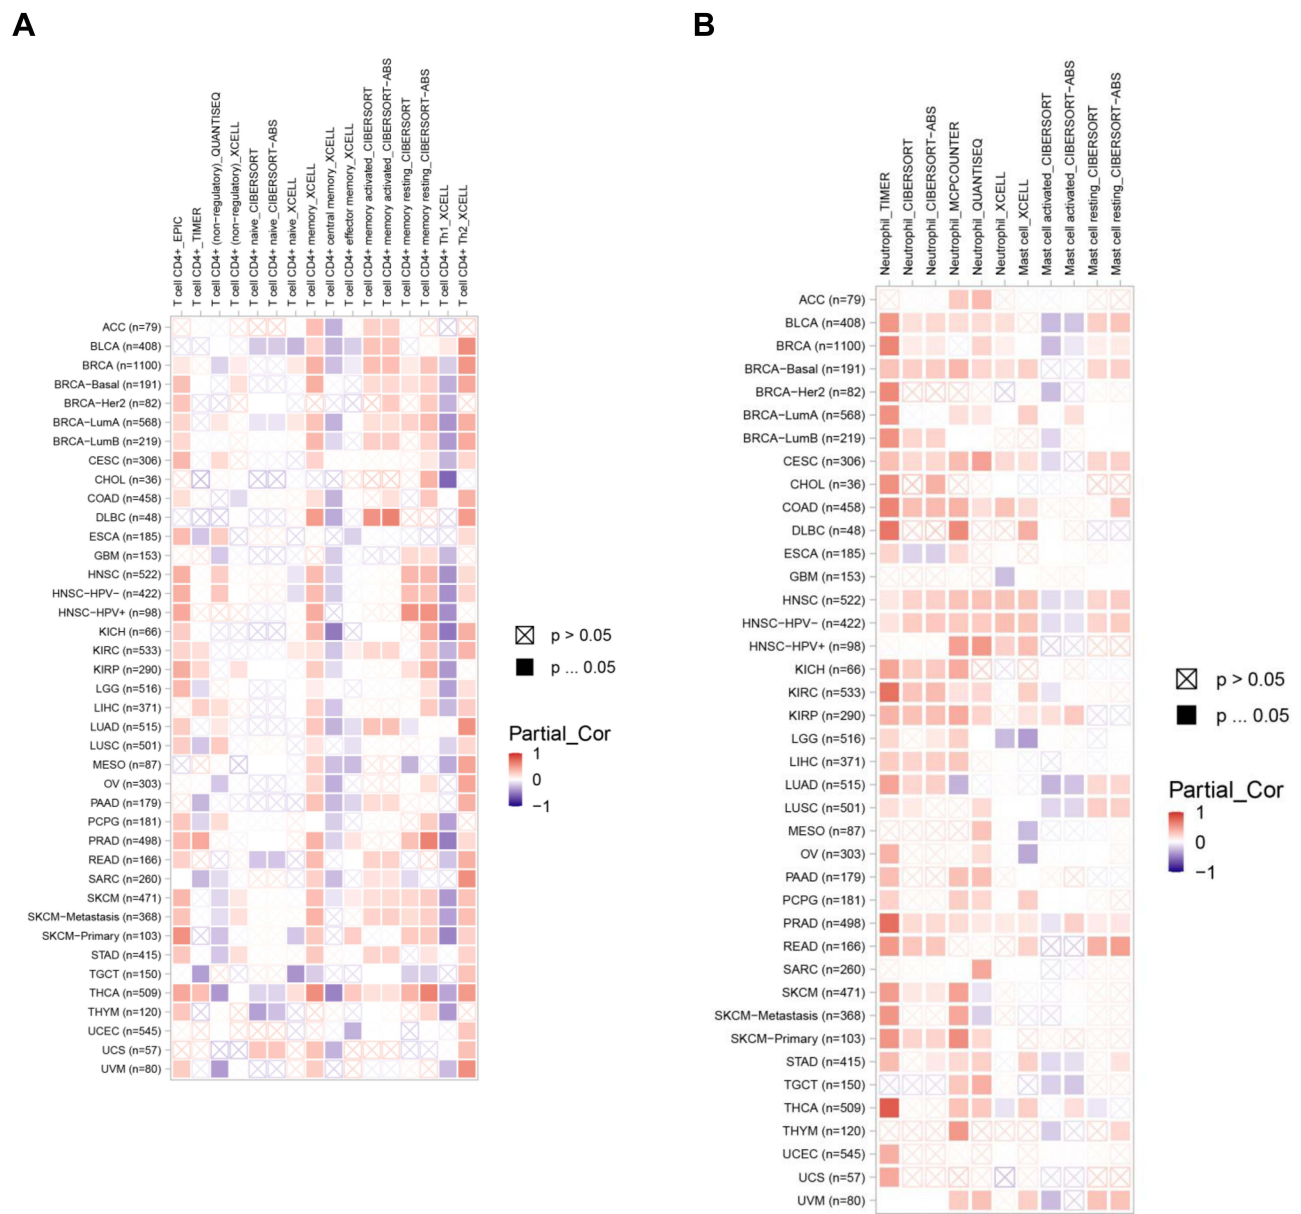 A
B
T cell CD4+_EPIC
T cell CD4+_TIMER
T cell CD4+ (non−regulatory)_QUANTISEQ
T cell CD4+ (non−regulatory)_XCELL
T cell CD4+ naive_CIBERSORT
T cell CD4+ naive_CIBERSORT−ABS
T cell CD4+ naive_XCELL
T cell CD4+ memory_XCELL
T cell CD4+ central memory_XCELL
T cell CD4+ effector memory_XCELL
T cell CD4+ memory activated_CIBERSORT
T cell CD4+ memory activated_CIBERSORT−ABS
T cell CD4+ memory resting_CIBERSORT
T cell CD4+ memory resting_CIBERSORT−ABS
T cell CD4+ Th1_XCELL
T cell CD4+ Th2_XCELL
ACC (n=79)
BLCA (n=408)
BRCA (n=1100)
BRCA−Basal (n=191)
BRCA−Her2 (n=82)
BRCA−LumA (n=568)
BRCA−LumB (n=219)
CESC (n=306)
CHOL (n=36)
COAD (n=458)
DLBC (n=48)
ESCA (n=185)
GBM (n=153)
HNSC (n=522)
HNSC−HPV− (n=422)
HNSC−HPV+ (n=98)
KICH (n=66)
KIRC (n=533)
KIRP (n=290)
LGG (n=516)
LIHC (n=371)
LUAD (n=515)
LUSC (n=501)
MESO (n=87)
OV (n=303)
PAAD (n=179)
PCPG (n=181)
PRAD (n=498)
READ (n=166)
SARC (n=260)
SKCM (n=471)
SKCM−Metastasis (n=368)
SKCM−Primary (n=103)
STAD (n=415)
TGCT (n=150)
THCA (n=509)
THYM (n=120)
UCEC (n=545)
UCS (n=57)
UVM (n=80)
p > 0.05
p ... 0.05
Partial_Cor
1
0
−1
Neutrophil_TIMER
Neutrophil_CIBERSORT
Neutrophil_CIBERSORT−ABS
Neutrophil_MCPCOUNTER
Neutrophil_QUANTISEQ
Neutrophil_XCELL
Mast cell_XCELL
Mast cell activated_CIBERSORT
Mast cell activated_CIBERSORT−ABS
Mast cell resting_CIBERSORT
Mast cell resting_CIBERSORT−ABS
ACC (n=79)
BLCA (n=408)
BRCA (n=1100)
BRCA−Basal (n=191)
BRCA−Her2 (n=82)
BRCA−LumA (n=568)
BRCA−LumB (n=219)
CESC (n=306)
CHOL (n=36)
COAD (n=458)
DLBC (n=48)
ESCA (n=185)
GBM (n=153)
HNSC (n=522)
HNSC−HPV− (n=422)
HNSC−HPV+ (n=98)
KICH (n=66)
KIRC (n=533)
KIRP (n=290)
LGG (n=516)
LIHC (n=371)
LUAD (n=515)
LUSC (n=501)
MESO (n=87)
OV (n=303)
PAAD (n=179)
PCPG (n=181)
PRAD (n=498)
READ (n=166)
SARC (n=260)
SKCM (n=471)
SKCM−Metastasis (n=368)
SKCM−Primary (n=103)
STAD (n=415)
TGCT (n=150)
THCA (n=509)
THYM (n=120)
UCEC (n=545)
UCS (n=57)
UVM (n=80)
p > 0.05
p ... 0.05
Partial_Cor
1
0
−1